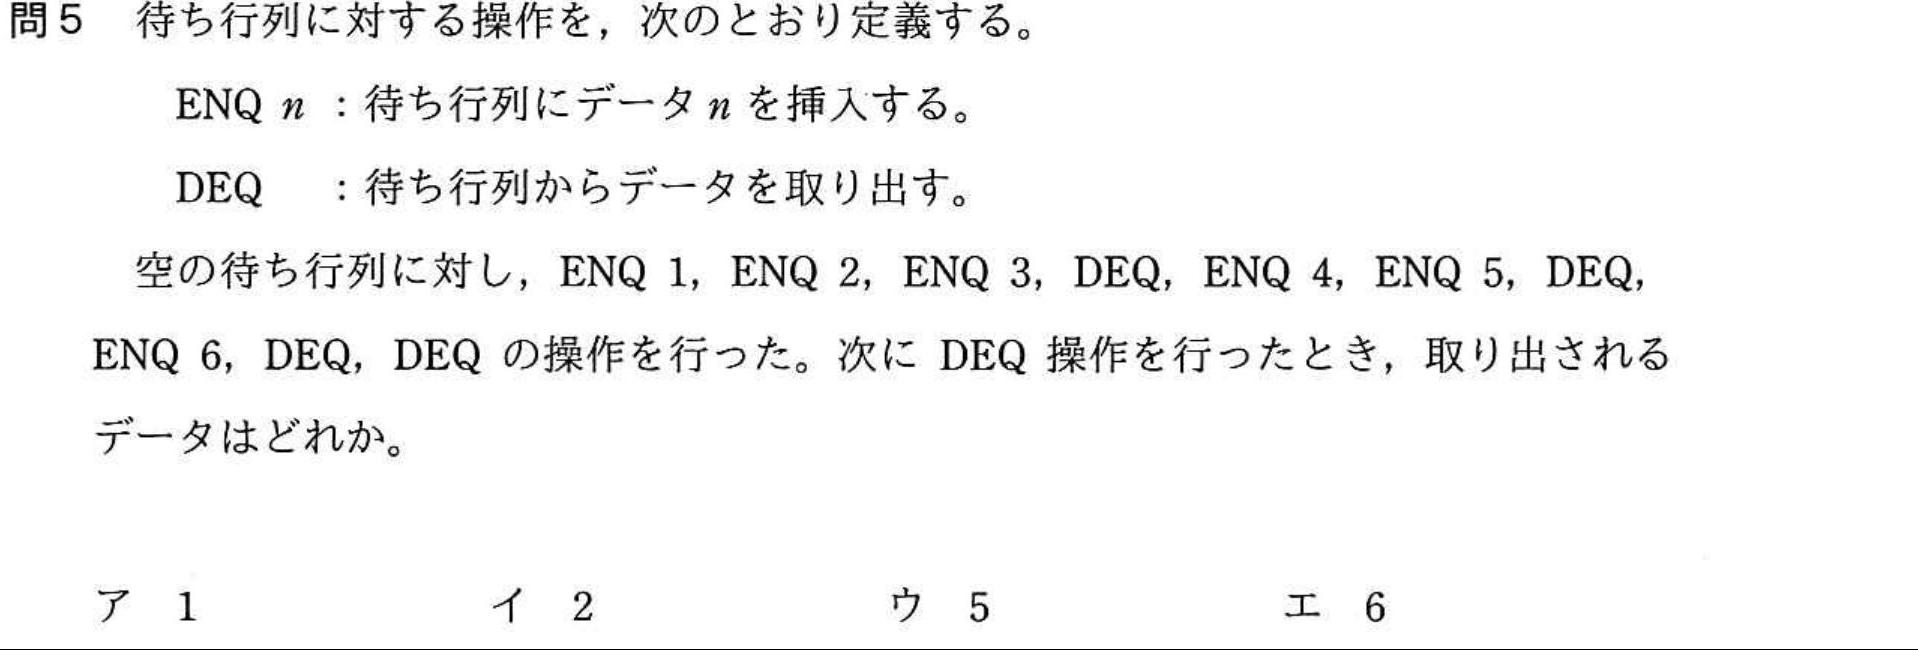 問5 待ち行列に対する操作を，次のとおり定義する。
ENQ n ：待ち行列にデータ n を挿入する。
DEQ ：待ち行列からデータを取り出す。
空の待ち行列に対し，ENQ 1，ENQ 2，ENQ 3，DEQ，ENQ 4，ENQ 5，DEQ，
ENQ 6，DEQ，DEQ の操作を行った。次に DEQ 操作を行ったとき，取り出される
データはどれか。
ア 1 イ 2 ウ 5 エ 6